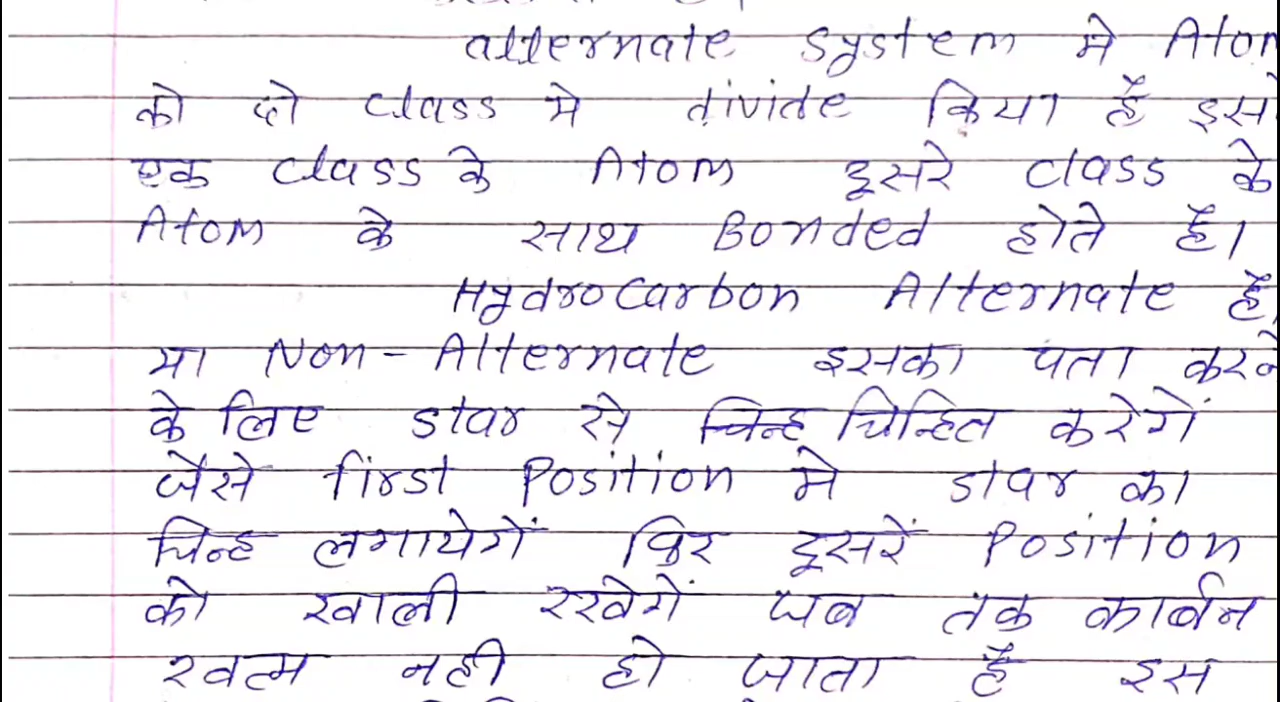 alternate system मे Atom
को दो class मे divide किया है इसमे
एक class के Atom दूसरे class के
Atom के साथ Bonded होते है।
Hydrocarbon Alternate है,
या Non-Alternate इसका पता करने
के लिए star से चिन्ह चिन्हित करेगें
जैसे first Position मे star का
चिन्ह लगायेगें फिर दूसरें Position
को खाली रखेगें जब तक कार्बन
खत्म नही हो जाता है इस